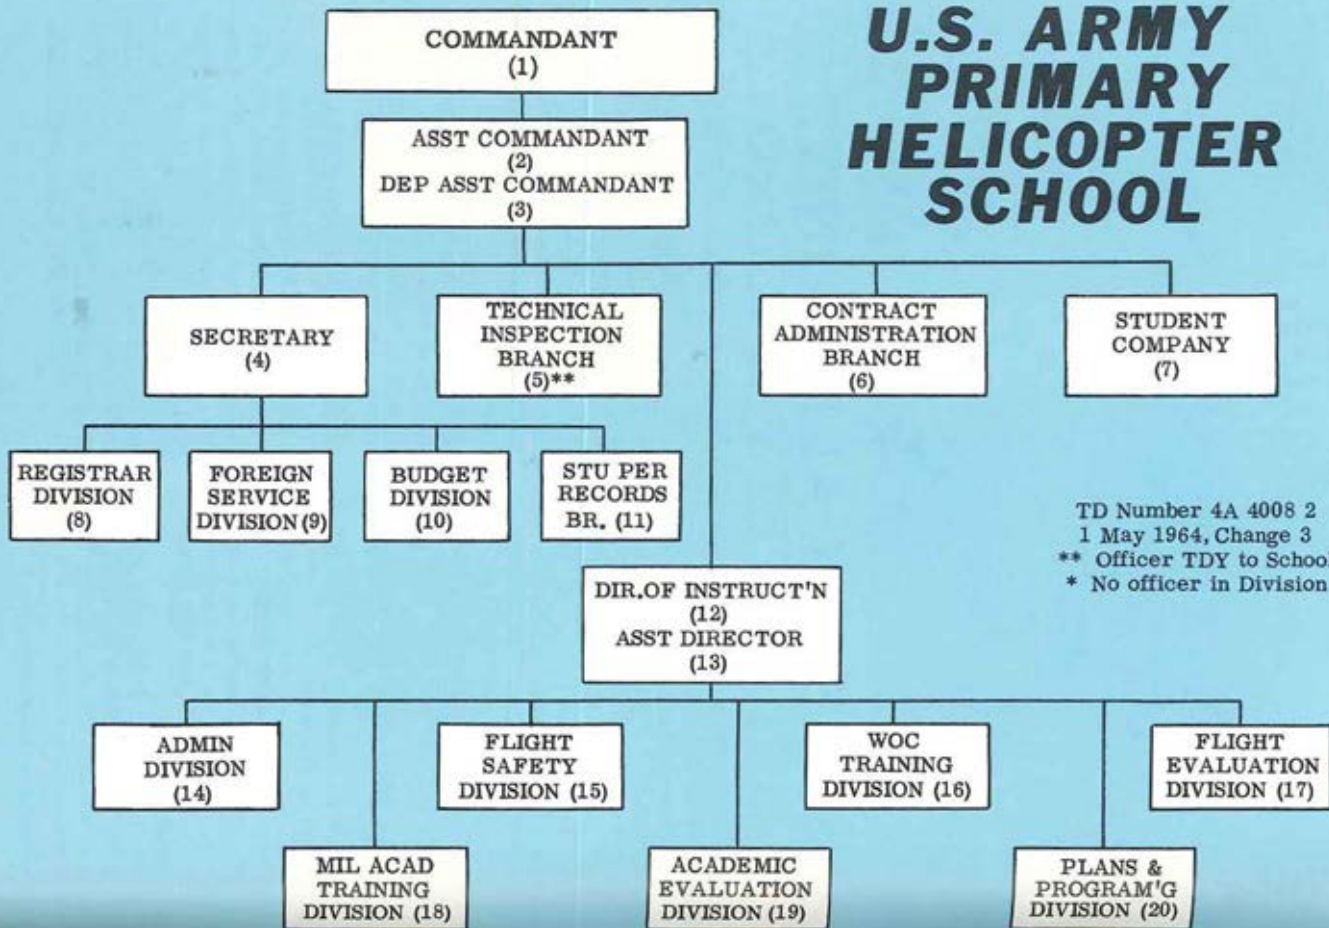 U.S. ARMY
PRIMARY
HELICOPTER
SCHOOL
COMMANDANT
(1)
ASST COMMANDANT
(2)
DEP ASST COMMANDANT
(3)
SECRETARY
(4)
TECHNICAL
INSPECTION
BRANCH
(5)**
CONTRACT
ADMINISTRATION
BRANCH
(6)
STUDENT
COMPANY
(7)
REGISTRAR
DIVISION
(8)
FOREIGN
SERVICE
DIVISION (9)
BUDGET
DIVISION
(10)
STU PER
RECORDS
BR. (11)
TD Number 4A 4008 2
1 May 1964, Change 3
** Officer TDY to School
* No officer in Division
DIR.OF INSTRUCT'N
(12)
ASST DIRECTOR
(13)
ADMIN
DIVISION
(14)
FLIGHT
SAFETY
DIVISION (15)
WOC
TRAINING
DIVISION (16)
FLIGHT
EVALUATION
DIVISION (17)
MIL ACAD
TRAINING
DIVISION (18)
ACADEMIC
EVALUATION
DIVISION (19)
PLANS &
PROGRAM'G
DIVISION (20)